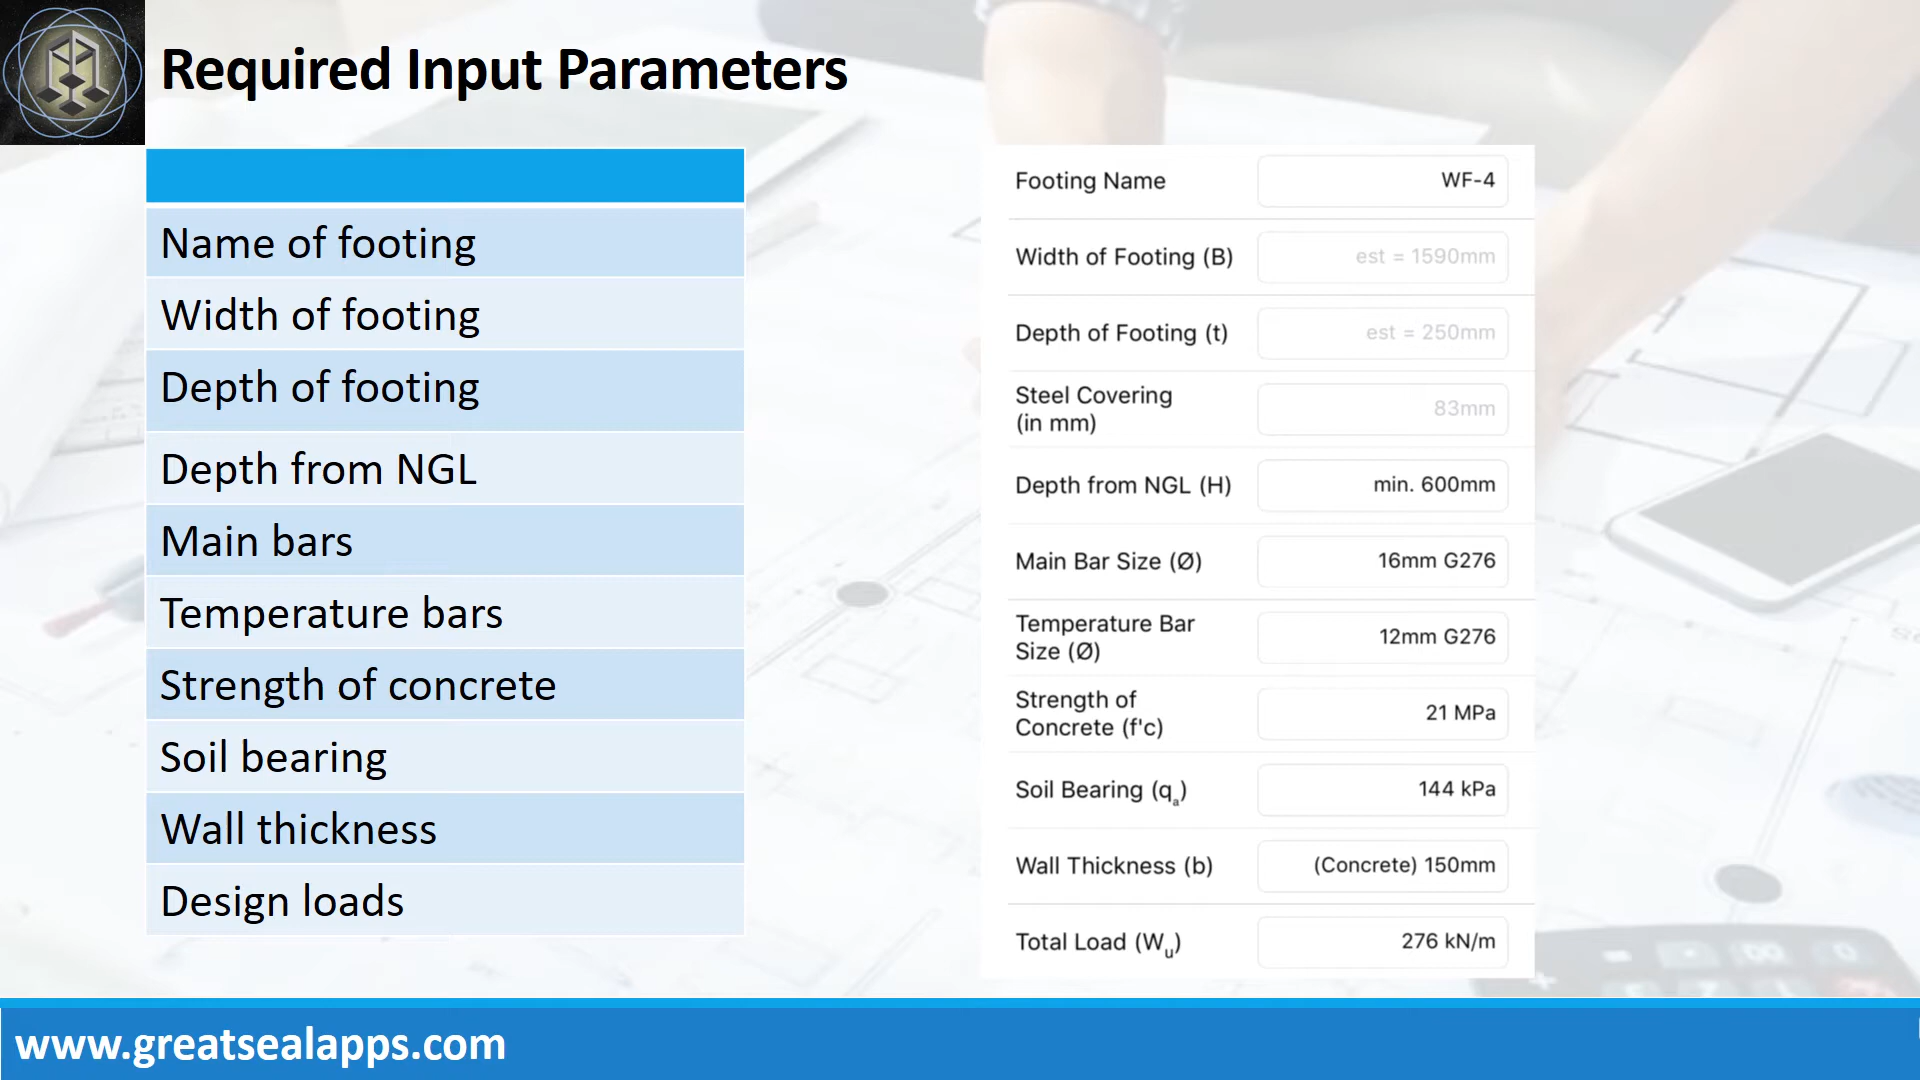 Required Input Parameters
Name of footing
Width of footing
Depth of footing
Depth from NGL
Main bars
Temperature bars
Strength of concrete
Soil bearing
Wall thickness
Design loads
Footing Name WF-4
Width of Footing (B) est = 1590mm
Depth of Footing (t) est = 250mm
Steel Covering
(in mm) 83mm
Depth from NGL (H) min. 600mm
Main Bar Size (Ø) 16mm G276
Temperature Bar
Size (Ø) 12mm G276
Strength of
Concrete (f'c) 21 MPa
Soil Bearing (qa) 144 kPa
Wall Thickness (b) (Concrete) 150mm
Total Load (Wu) 276 kN/m
www.greatsealapps.com